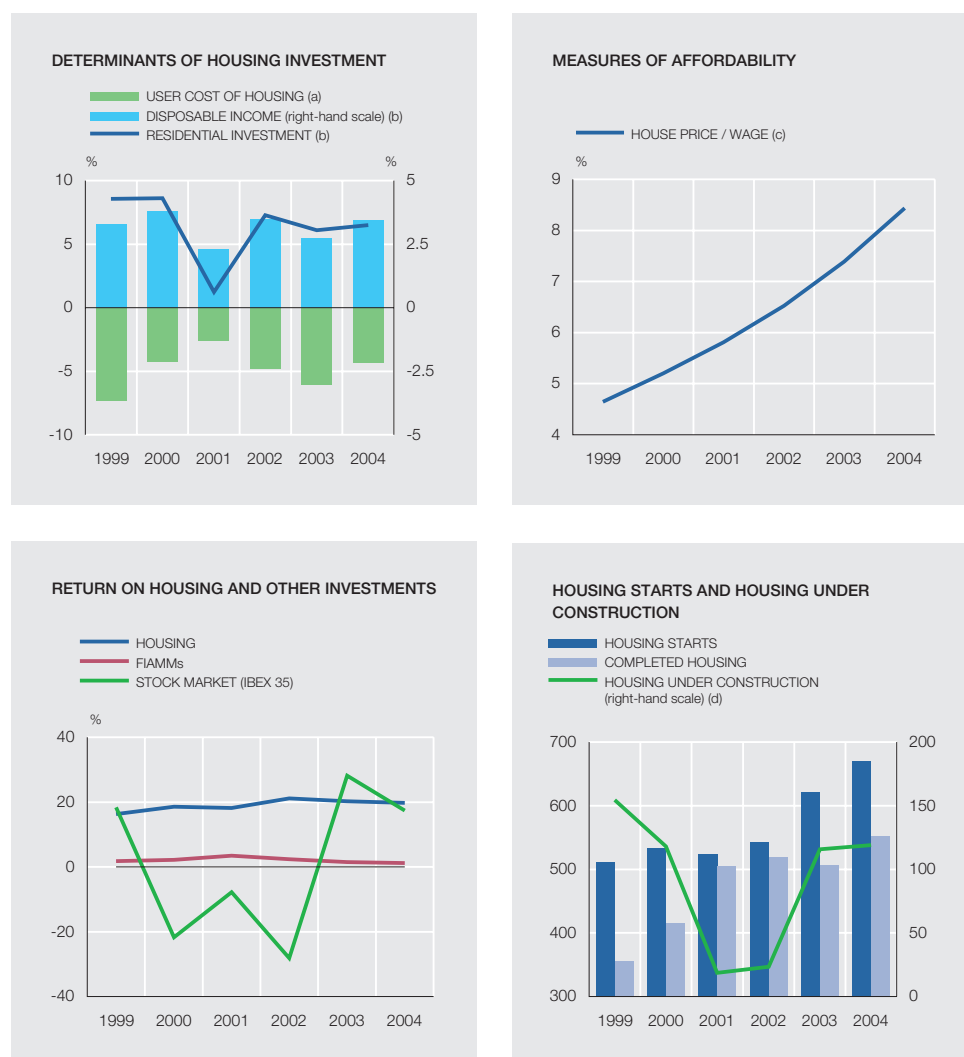 DETERMINANTS OF HOUSING INVESTMENT
USER COST OF HOUSING (a)
DISPOSABLE INCOME (right-hand scale) (b)
RESIDENTIAL INVESTMENT (b)
% %
10 5
5 2.5
0 0
-5 -2.5
-10 -5
1999 2000 2001 2002 2003 2004
MEASURES OF AFFORDABILITY
HOUSE PRICE / WAGE (c)
%
9
8
7
6
5
4
1999 2000 2001 2002 2003 2004
RETURN ON HOUSING AND OTHER INVESTMENTS
HOUSING
FIAMMs
STOCK MARKET (IBEX 35)
%
40
20
0
-20
-40
1999 2000 2001 2002 2003 2004
HOUSING STARTS AND HOUSING UNDER
CONSTRUCTION
HOUSING STARTS
COMPLETED HOUSING
HOUSING UNDER CONSTRUCTION
(right-hand scale) (d)
700 200
600 150
500 100
400 50
300 0
1999 2000 2001 2002 2003 2004